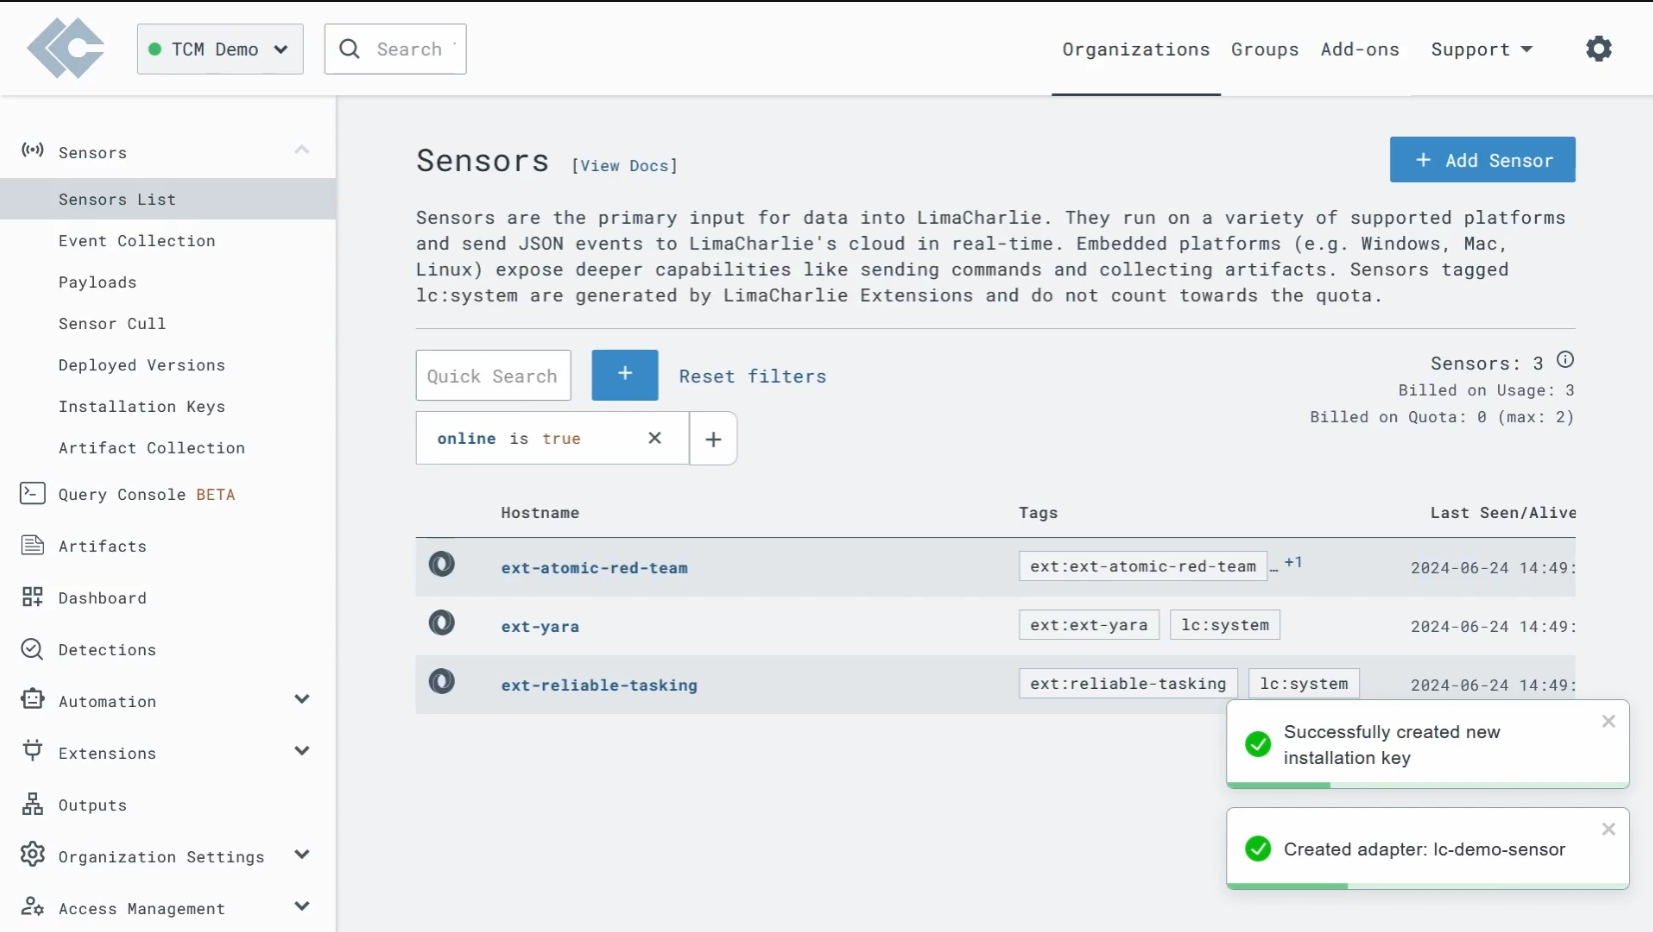 TCM Demo
Search
Organizations
Groups
Add-ons
Support
Sensors
Sensors List
Event Collection
Payloads
Sensor Cull
Deployed Versions
Installation Keys
Artifact Collection
Query Console BETA
Artifacts
Dashboard
Detections
Automation
Extensions
Outputs
Organization Settings
Access Management
Sensors [View Docs]
+ Add Sensor
Sensors are the primary input for data into LimaCharlie. They run on a variety of supported platforms
and send JSON events to LimaCharlie's cloud in real-time. Embedded platforms (e.g. Windows, Mac,
Linux) expose deeper capabilities like sending commands and collecting artifacts. Sensors tagged
lc:system are generated by LimaCharlie Extensions and do not count towards the quota.
Quick Search
+
Reset filters
Sensors: 3
Billed on Usage: 3
Billed on Quota: 0 (max: 2)
online is true
+
Hostname Tags Last Seen/Alive
ext-atomic-red-team ext:ext-atomic-red-team … +1 2024-06-24 14:49:
ext-yara ext:ext-yara lc:system 2024-06-24 14:49:
ext-reliable-tasking ext:reliable-tasking lc:system 2024-06-24 14:49:
Successfully created new
installation key
Created adapter: lc-demo-sensor